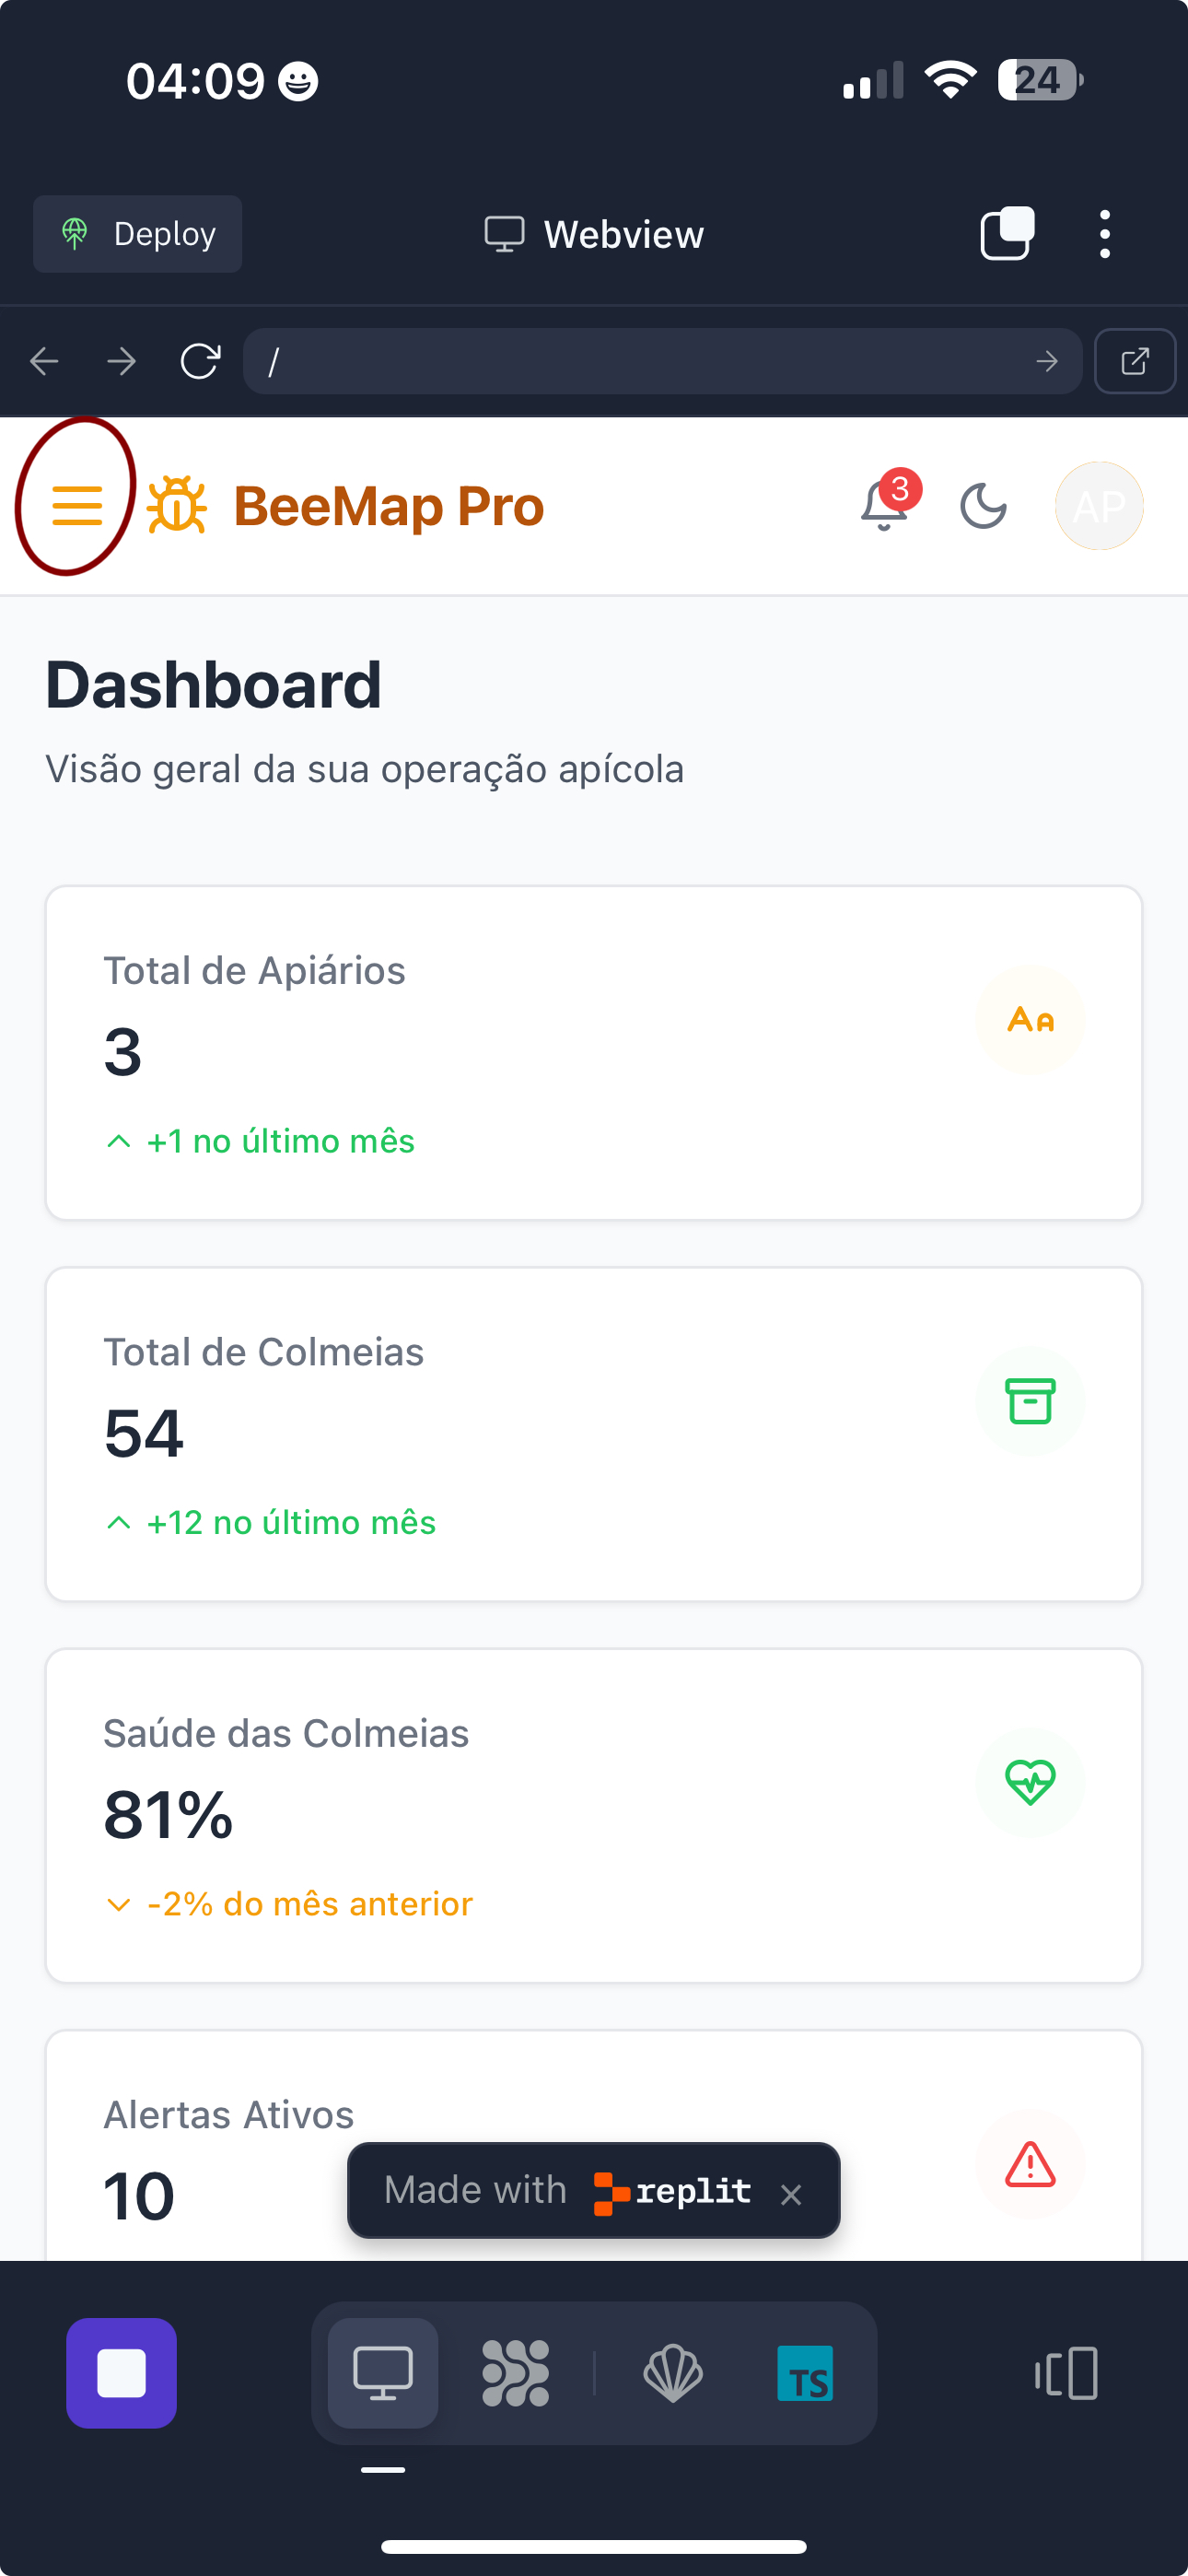 04:09
24
Deploy
Webview
/
BeeMap Pro
3
AP
Dashboard
Visão geral da sua operação apícola
Total de Apiários
3
+1 no último mês
Total de Colmeias
54
+12 no último mês
Saúde das Colmeias
81%
-2% do mês anterior
Alertas Ativos
10
Made with replit
TS